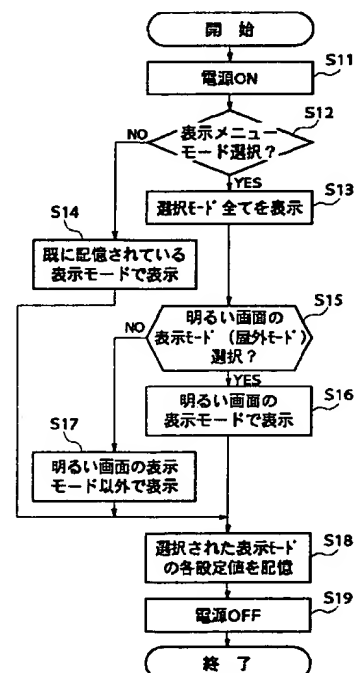 開 始
S11
電源ON
S12
表示メニュー
モード選択？
NO
YES
S13
選択ﾓｰﾄﾞ全てを表示
S14
既に記憶されている
表示モードで表示
S15
明るい画面の
表示ﾓｰﾄﾞ（屋外モード）
選択？
NO
YES
S16
明るい画面の
表示モードで表示
S17
明るい画面の表示
モード以外で表示
S18
選択された表示ﾓｰﾄﾞ
の各設定値を記憶
S19
電源OFF
終 了